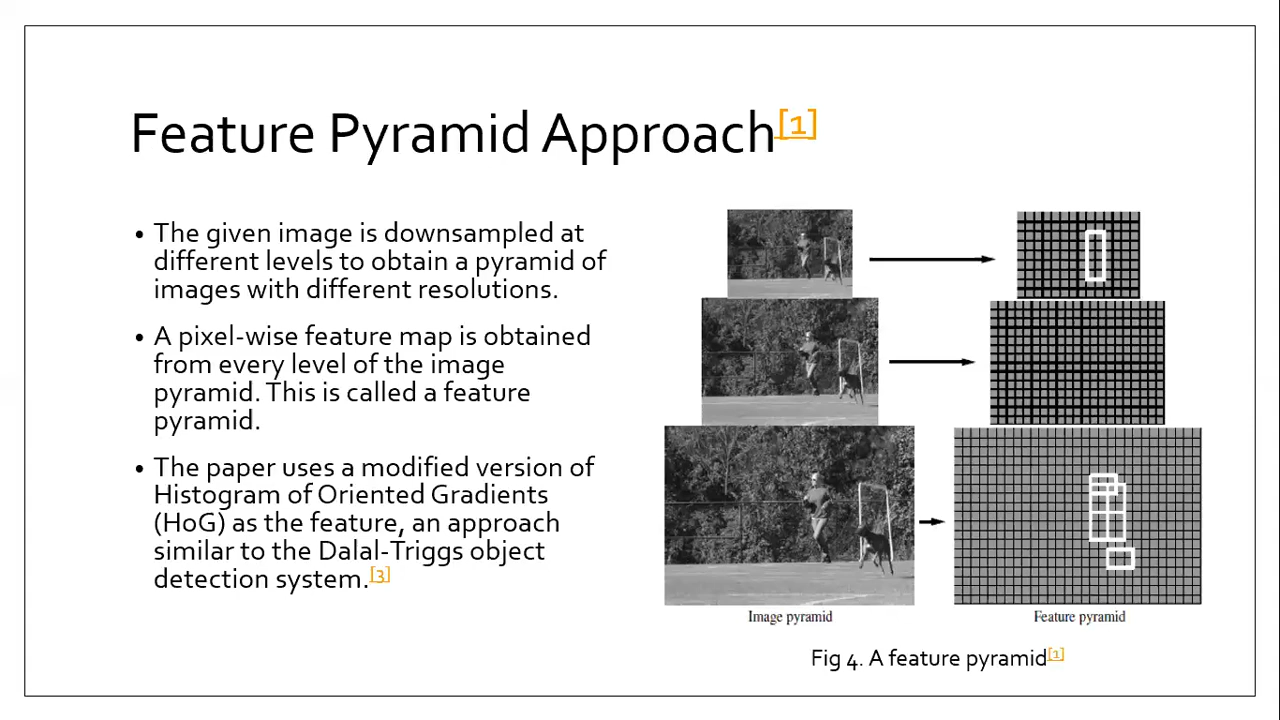 Feature Pyramid Approach[1]
• The given image is downsampled at
different levels to obtain a pyramid of
images with different resolutions.
• A pixel-wise feature map is obtained
from every level of the image
pyramid. This is called a feature
pyramid.
• The paper uses a modified version of
Histogram of Oriented Gradients
(HoG) as the feature, an approach
similar to the Dalal-Triggs object
detection system.[3]
Image pyramid
Feature pyramid
Fig 4. A feature pyramid[1]